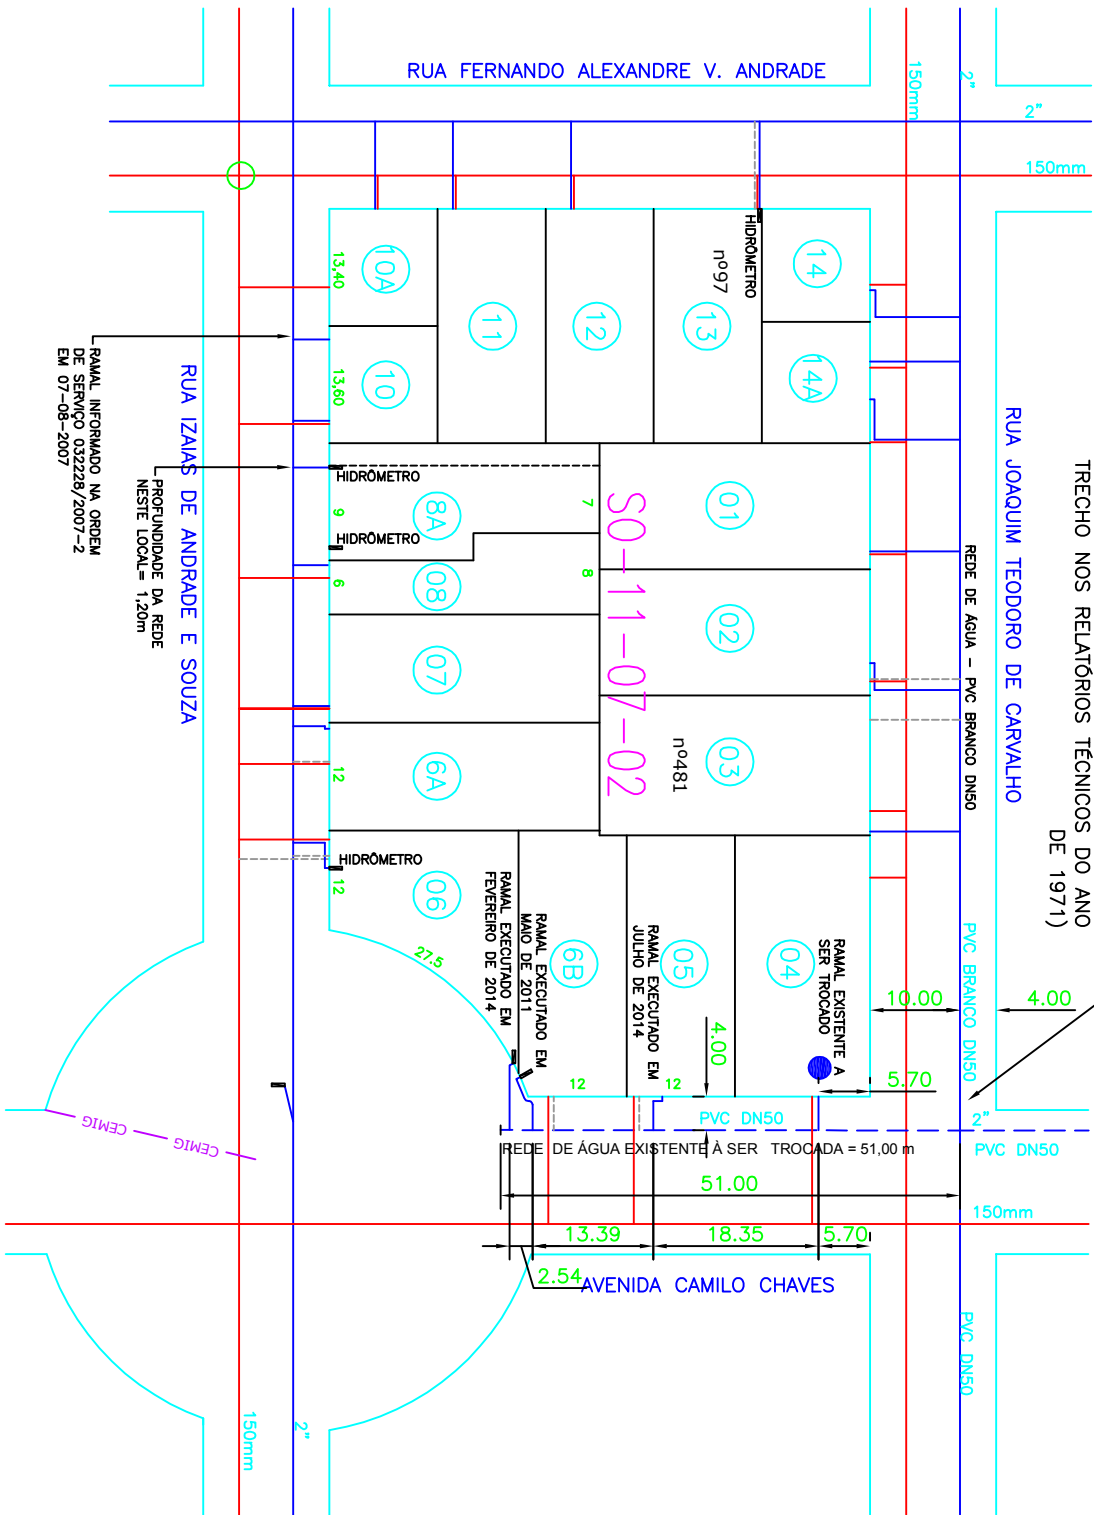 RUA FERNANDO ALEXANDRE V. ANDRADE
150mm
2"
2"
150mm
HIDRÔMETRO
nº97
14
13
12
11
10A
13,40
14A
10
13,60
RAMAL INFORMADO NA ORDEM
DE SERVIÇO 032228/2007-2
EM 07-08-2007
PROFUNDIDADE DA REDE
NESTE LOCAL= 1,20m
RUA IZAIAS DE ANDRADE E SOUZA
RUA JOAQUIM TEODORO DE CARVALHO
TRECHO NOS RELATÓRIOS TÉCNICOS DO ANO
DE 1971)
REDE DE ÁGUA - PVC BRANCO DN50
HIDRÔMETRO
8A
9
7
01
HIDRÔMETRO
08
6
8
02
SO-11-07-02
07
03
nº481
6A
12
HIDRÔMETRO
06
12
27.5
RAMAL EXECUTADO EM
FEVEREIRO DE 2014
RAMAL EXECUTADO EM
MAIO DE 2011
6B
RAMAL EXECUTADO EM
JULHO DE 2014
05
04
RAMAL EXISTENTE A
SER TROCADO
PVC BRANCO DN50
10.00
4.00
4.00
5.70
12
12
PVC DN50
2"
PVC DN50
REDE DE ÁGUA EXISTENTE À SER TROCADA = 51,00 m
CEMIG
CEMIG
51.00
150mm
13.39
18.35
5.70
2.54
AVENIDA CAMILO CHAVES
PVC DN50
150mm
2"